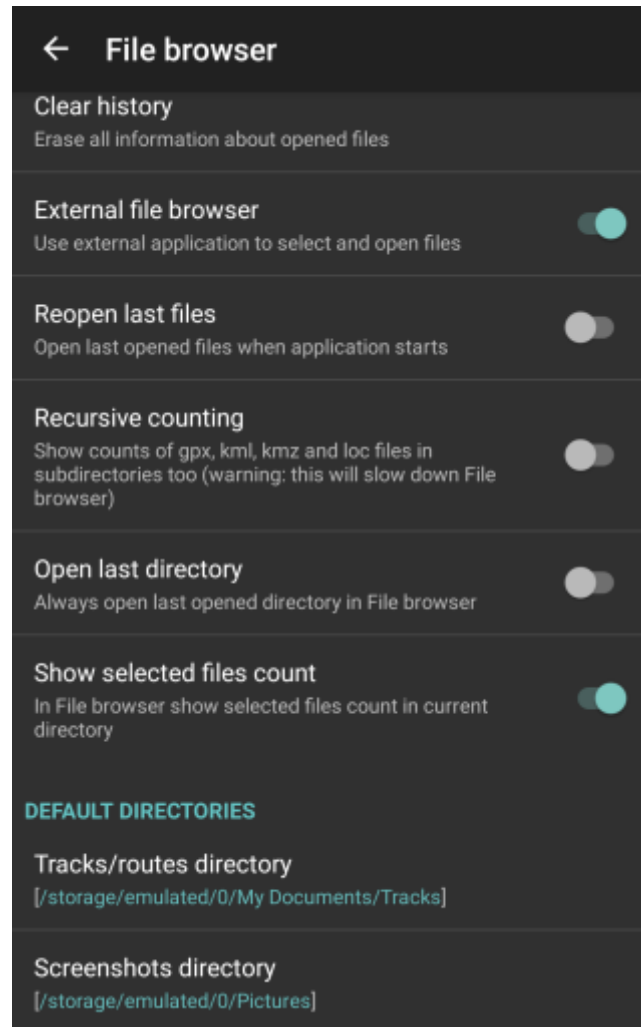 File browser
Clear history
Erase all information about opened files
External file browser
Use external application to select and open files
Reopen last files
Open last opened files when application starts
Recursive counting
Show counts of gpx, kml, kmz and loc files in
subdirectories too (warning: this will slow down File
browser)
Open last directory
Always open last opened directory in File browser
Show selected files count
In File browser show selected files count in current
directory
DEFAULT DIRECTORIES
Tracks/routes directory
[/storage/emulated/0/My Documents/Tracks]
Screenshots directory
[/storage/emulated/0/Pictures]